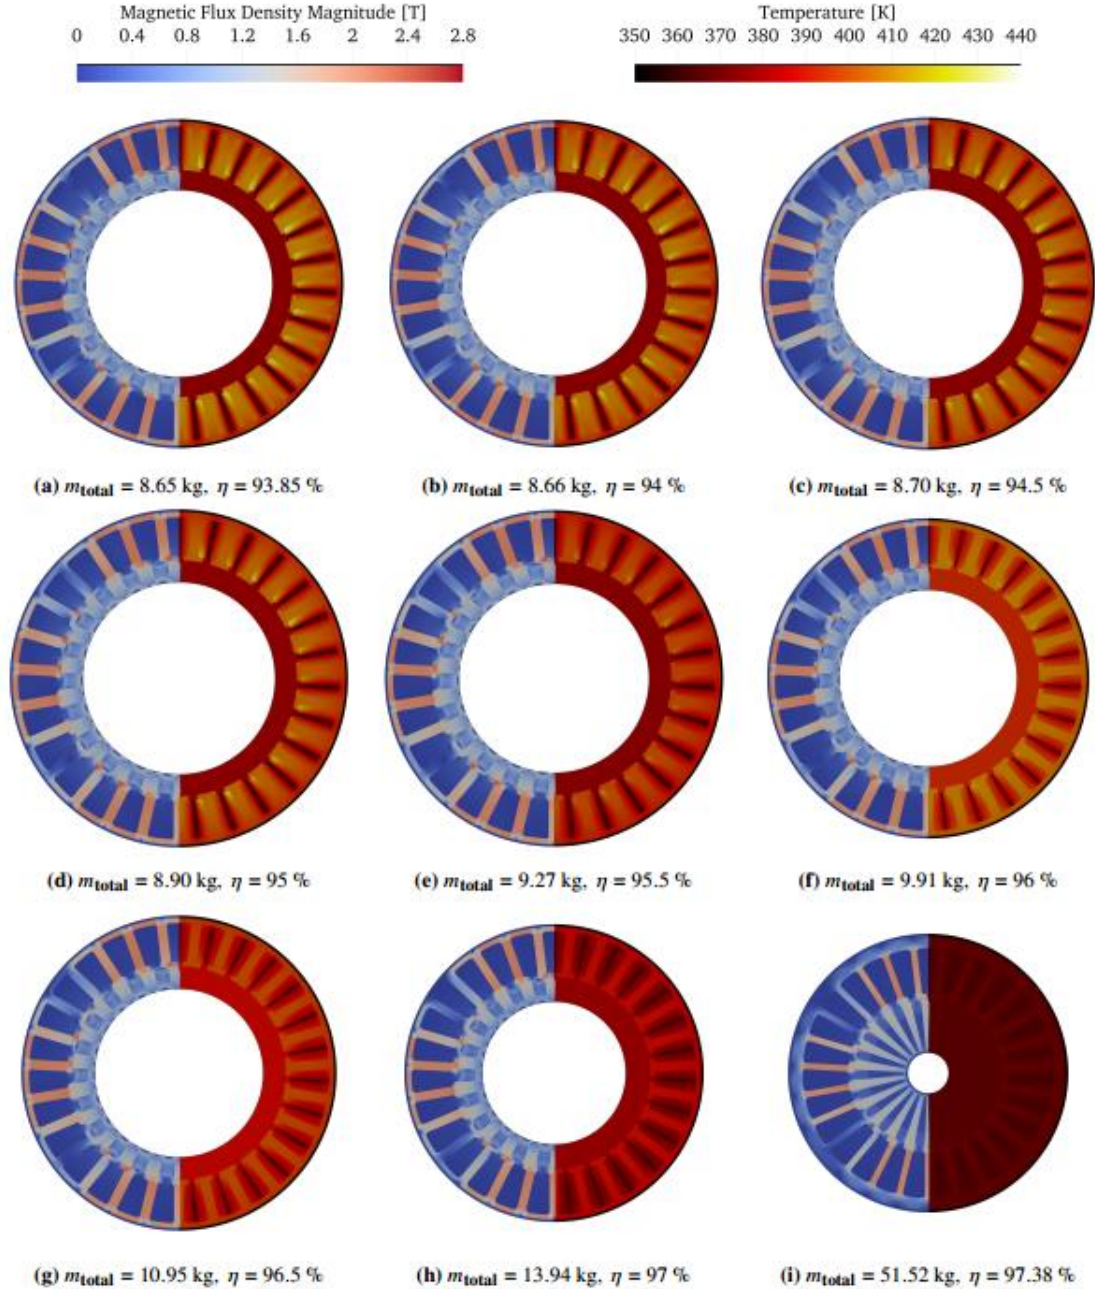 Magnetic Flux Density Magnitude [T]
0 0.4 0.8 1.2 1.6 2 2.4 2.8
Temperature [K]
350 360 370 380 390 400 410 420 430 440
(a) m_total = 8.65 kg, η = 93.85 %
(b) m_total = 8.66 kg, η = 94 %
(c) m_total = 8.70 kg, η = 94.5 %
(d) m_total = 8.90 kg, η = 95 %
(e) m_total = 9.27 kg, η = 95.5 %
(f) m_total = 9.91 kg, η = 96 %
(g) m_total = 10.95 kg, η = 96.5 %
(h) m_total = 13.94 kg, η = 97 %
(i) m_total = 51.52 kg, η = 97.38 %